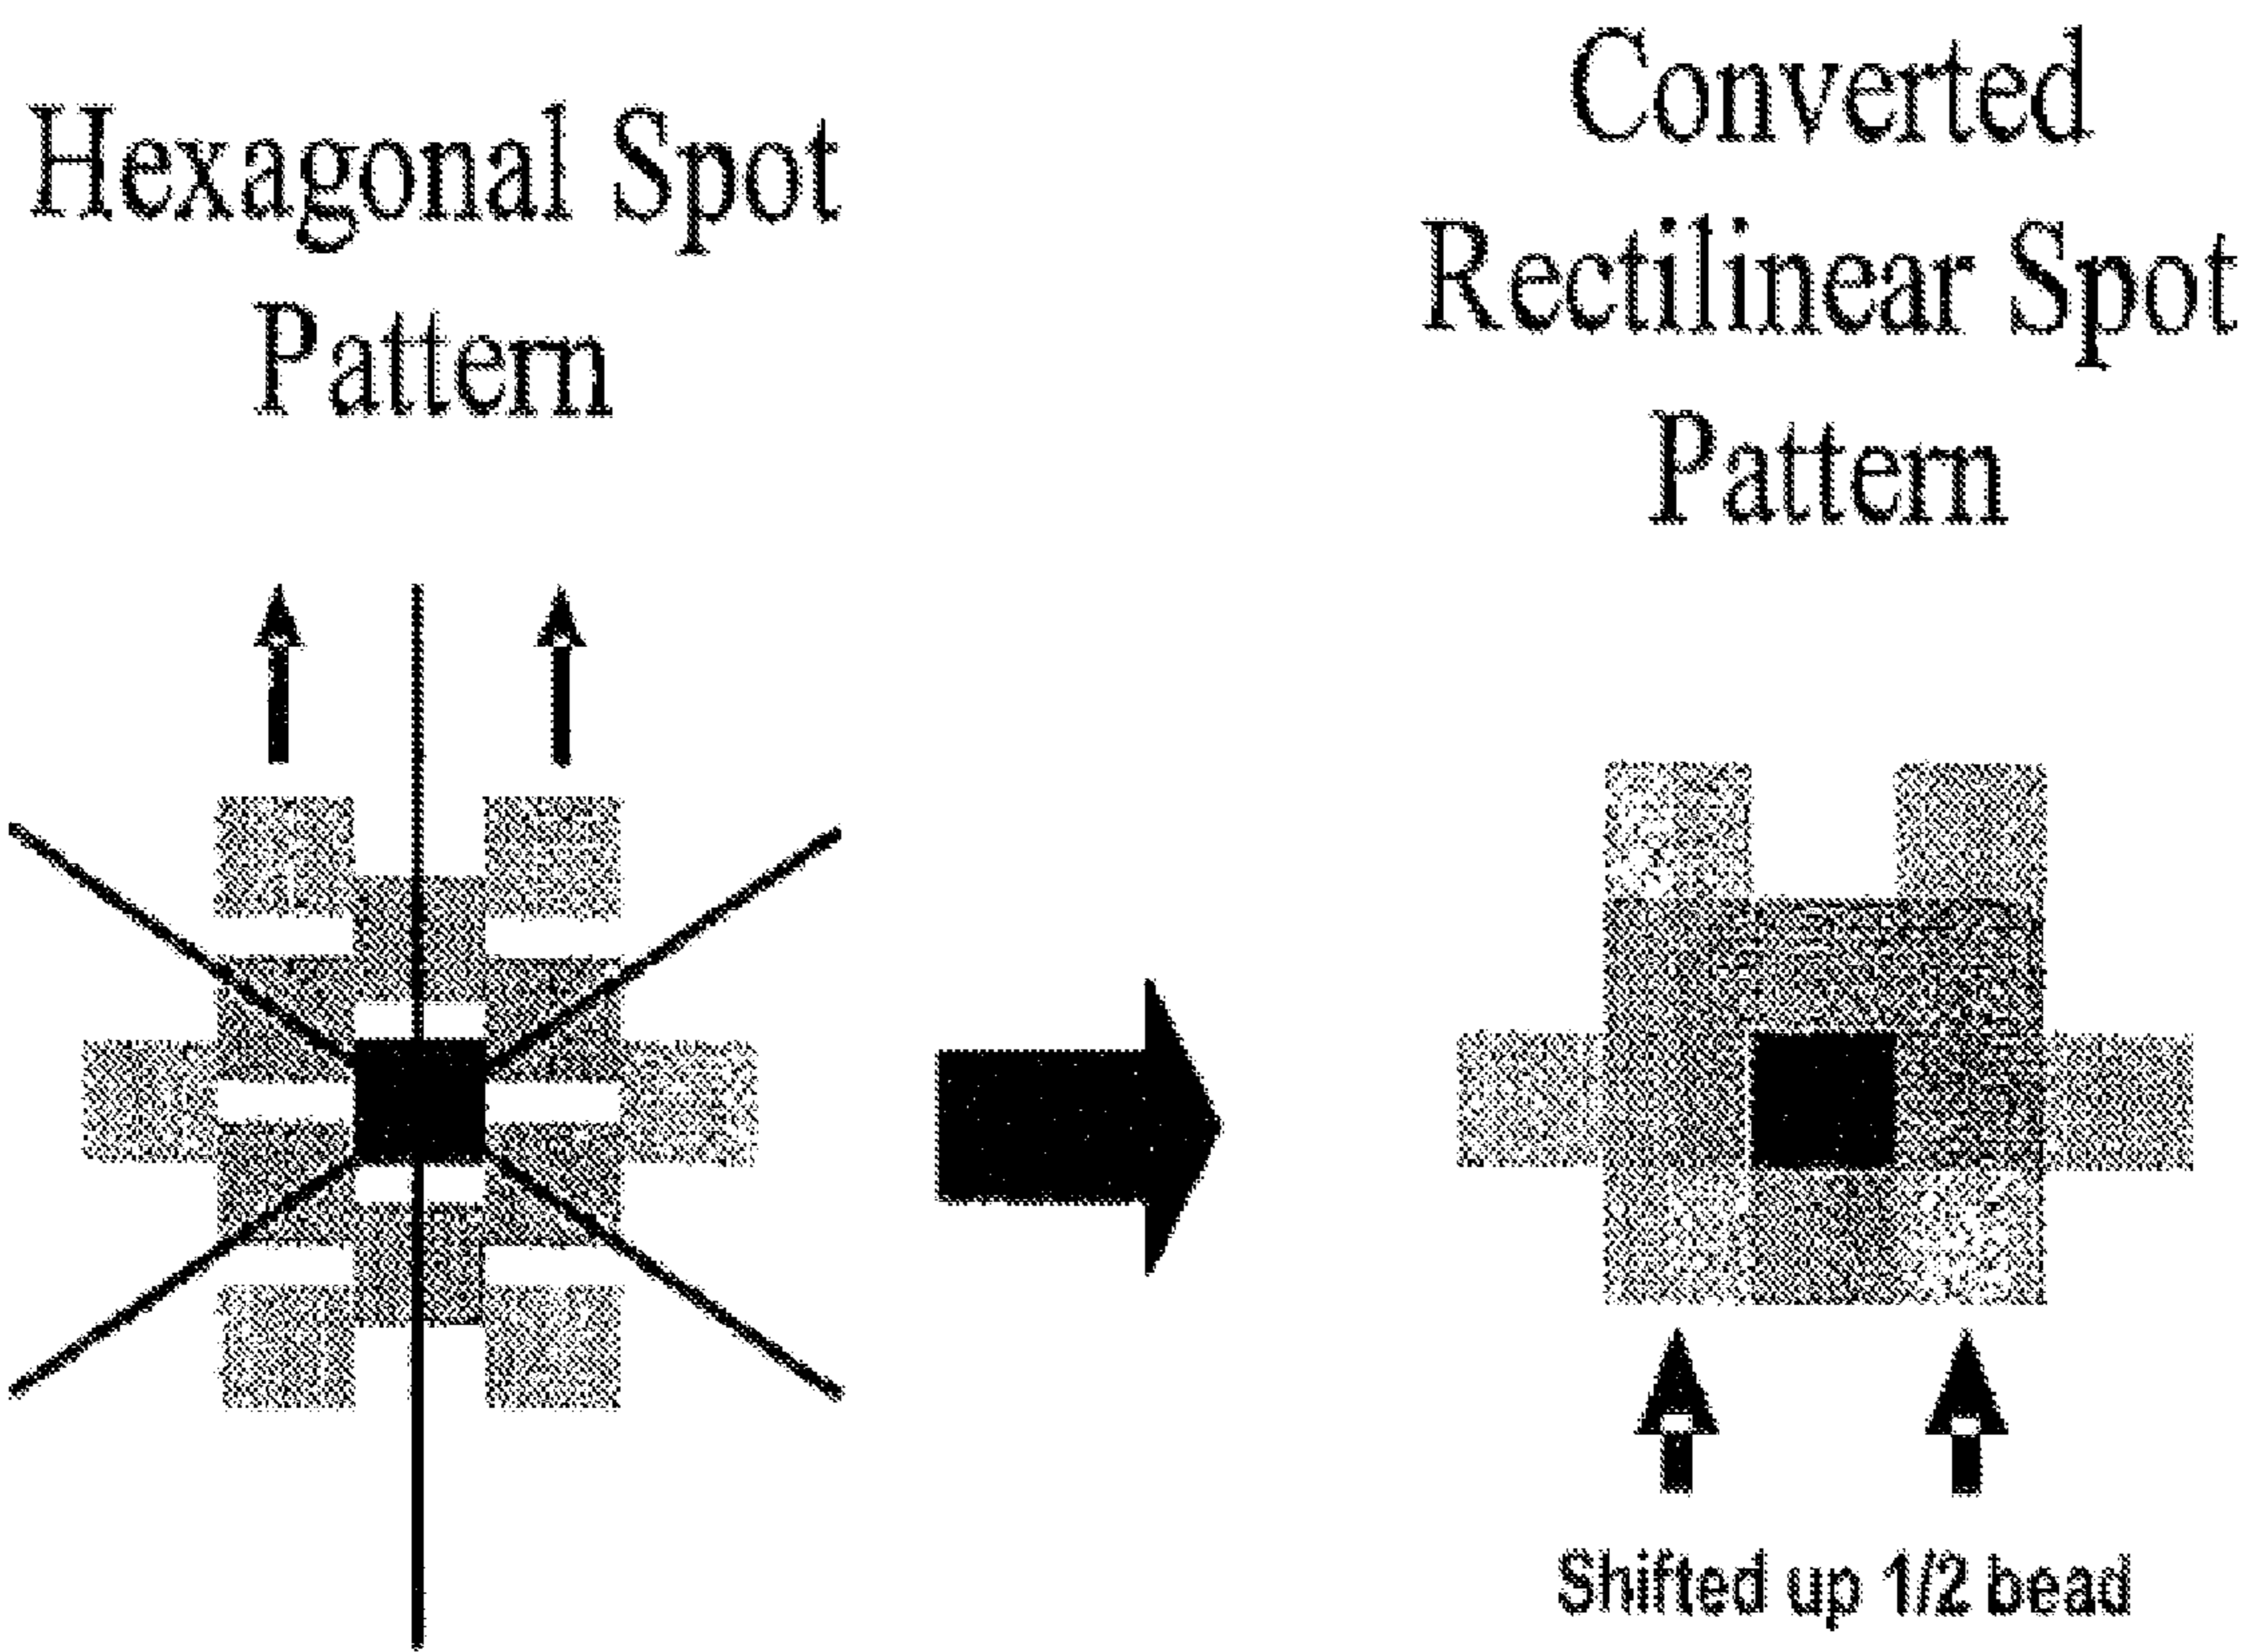 Hexagonal Spot
Pattern
Converted
Rectilinear Spot
Pattern
Shifted up 1/2 bead